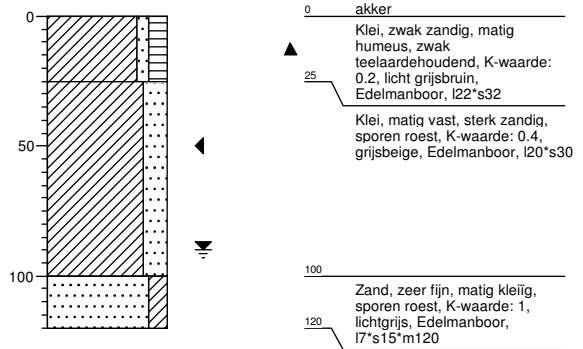 0
50
100
0
akker
Klei, zwak zandig, matig
humeus, zwak
teelaardehoudend, K-waarde:
0.2, licht grijsbruin,
Edelmanboor, l22*s32
25
Klei, matig vast, sterk zandig,
sporen roest, K-waarde: 0.4,
grijsbeige, Edelmanboor, l20*s30
100
Zand, zeer fijn, matig kleiïg,
sporen roest, K-waarde: 1,
lichtgrijs, Edelmanboor,
l7*s15*m120
120